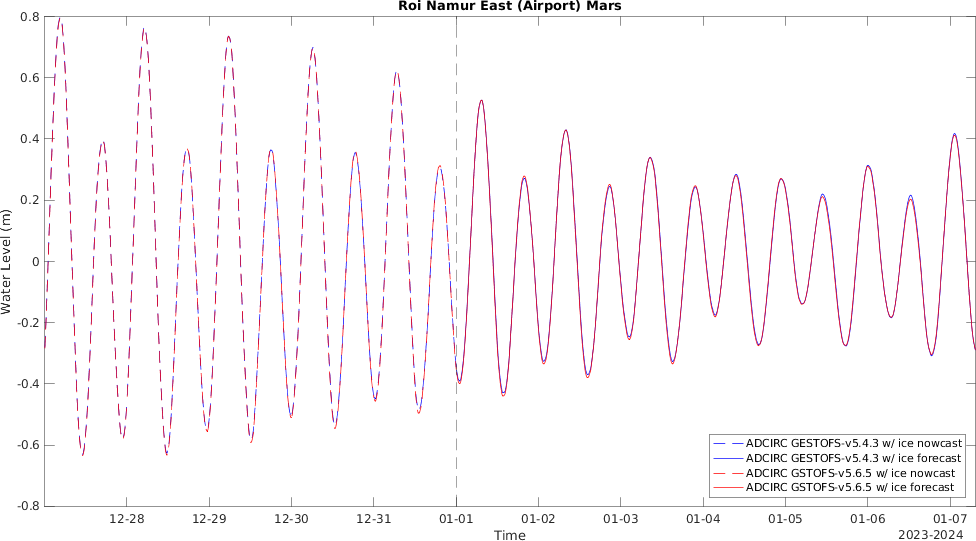 Roi Namur East (Airport) Mars
0.8
0.6
0.4
0.2
0
-0.2
-0.4
-0.6
-0.8
Water Level (m)
12-28 12-29 12-30 12-31 01-01 01-02 01-03 01-04 01-05 01-06 01-07
Time
2023-2024
ADCIRC GESTOFS-v5.4.3 w/ ice nowcast
ADCIRC GESTOFS-v5.4.3 w/ ice forecast
ADCIRC GSTOFS-v5.6.5 w/ ice nowcast
ADCIRC GSTOFS-v5.6.5 w/ ice forecast